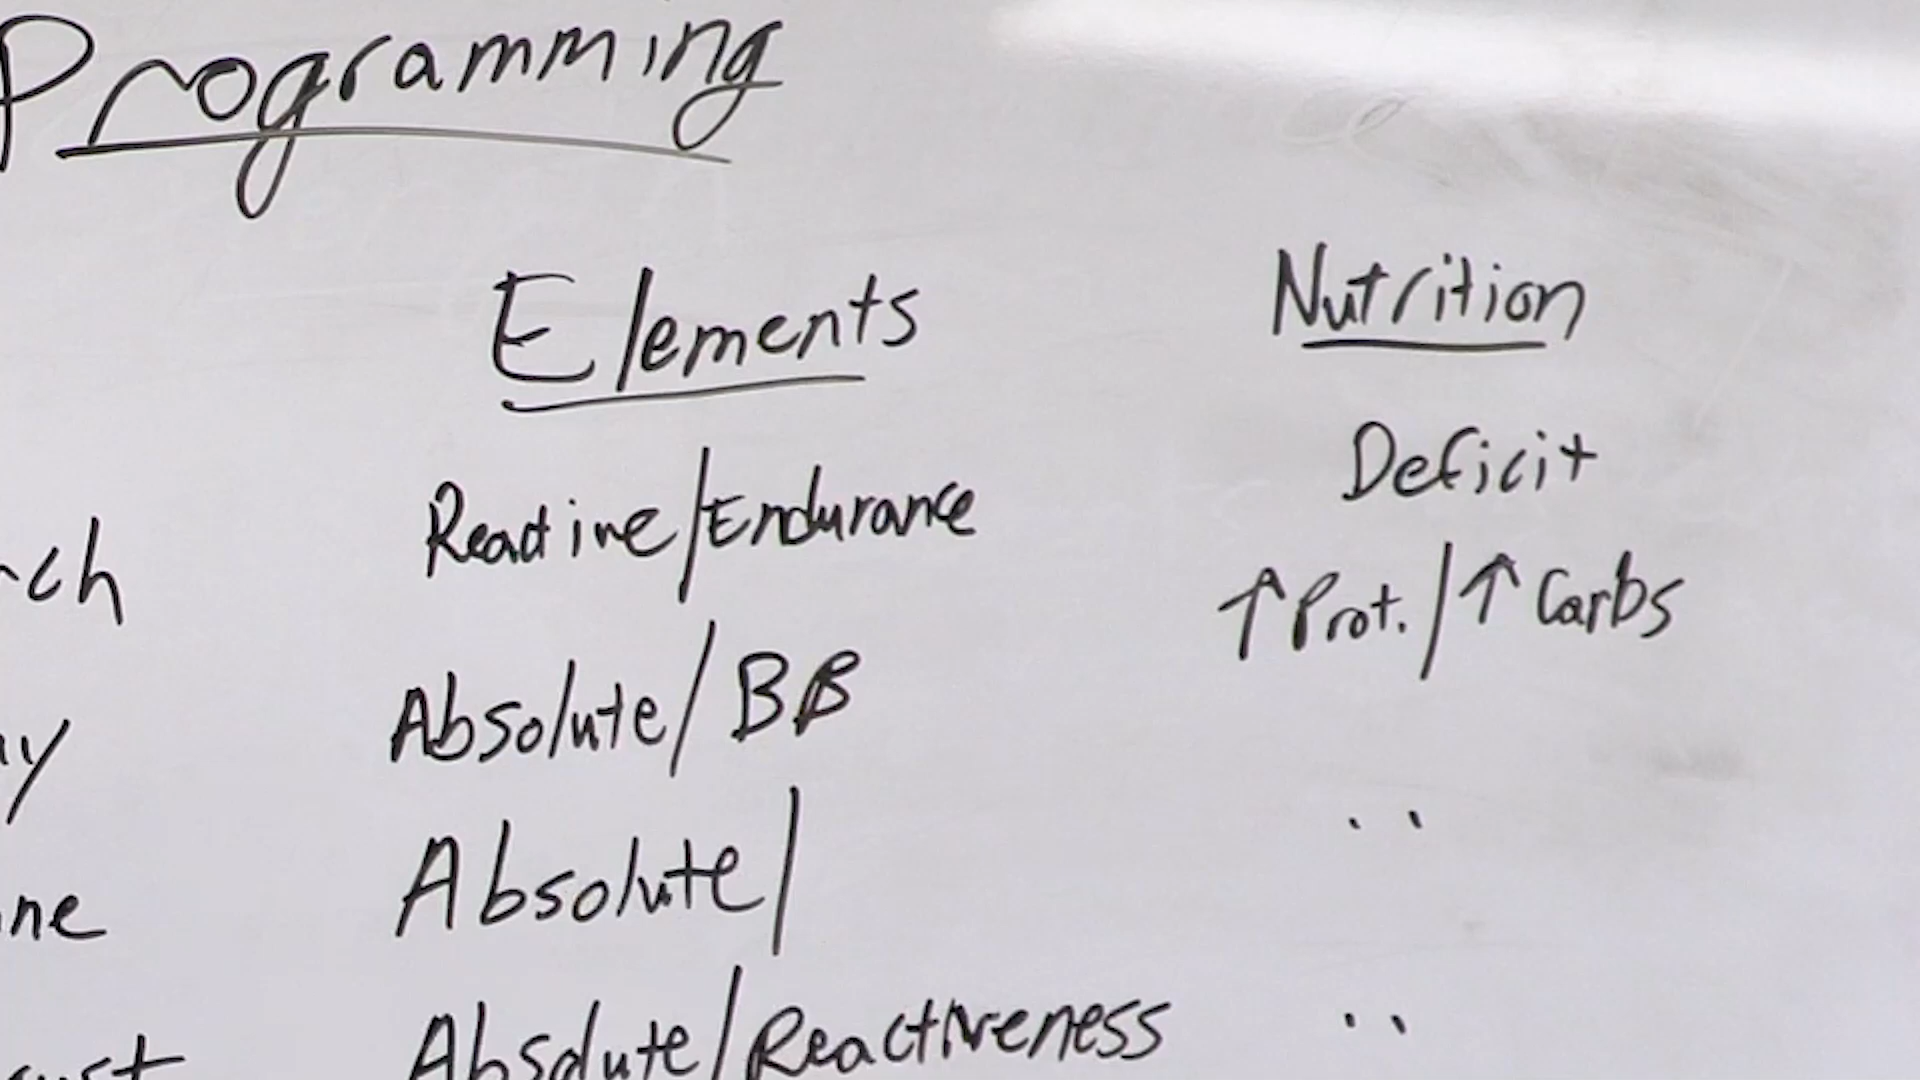 Programming
Elements Nutrition
Deficit
Reactive/Endurance
↑Prot./↑Carbs
Absolute/BB
Absolute/
..
Absolute/Reactiveness ..